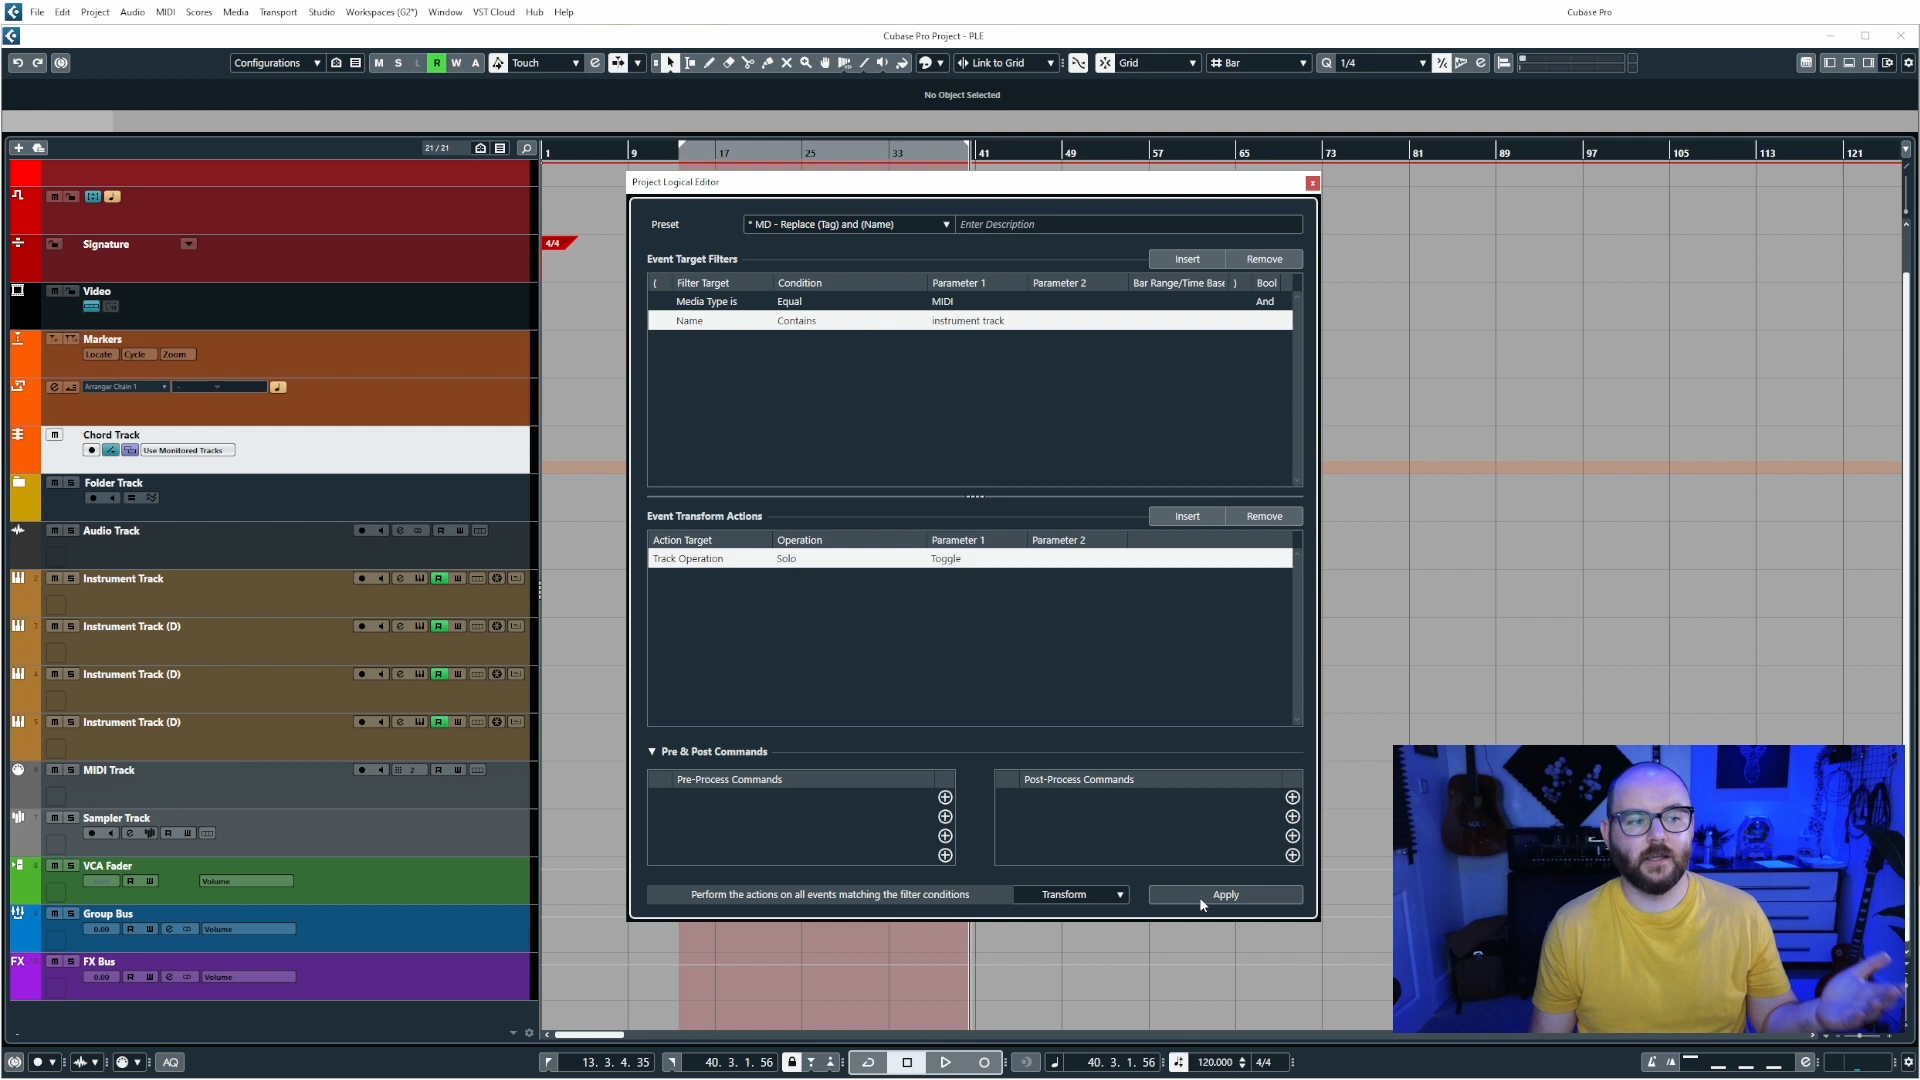 File Edit Project Audio MIDI Scores Media Transport Studio Workspaces (G2*) Window VST Cloud Hub Help Cubase Pro
Cubase Pro Project - PLE
Configurations M S L R W A Touch Link to Grid Grid Bar Q 1/4
No Object Selected
21 / 21 1 9 17 25 33 41 49 57 65 73 81 89 97 105 113 121
Project Logical Editor
Preset * MD - Replace (Tag) and (Name) Enter Description
Signature 4/4
Event Target Filters Insert Remove
( Filter Target Condition Parameter 1 Parameter 2 Bar Range/Time Base ) Bool
Video
Media Type is Equal MIDI And
Name Contains instrument track
Markers
Locate Cycle Zoom
Arranger Chain 1
Chord Track
Use Monitored Tracks
Folder Track
Event Transform Actions Insert Remove
Audio Track
Action Target Operation Parameter 1 Parameter 2
Track Operation Solo Toggle
2 Instrument Track
3 Instrument Track (D)
4 Instrument Track (D)
5 Instrument Track (D)
Pre & Post Commands
MIDI Track 2
Pre-Process Commands Post-Process Commands
Sampler Track
VCA Fader
Volume
Perform the actions on all events matching the filter conditions Transform Apply
Group Bus
0.00 R W Volume
FX FX Bus
0.00 R W Volume
AQ 13. 3. 4. 35 40. 3. 1. 56 40. 3. 1. 56 120.000 4/4